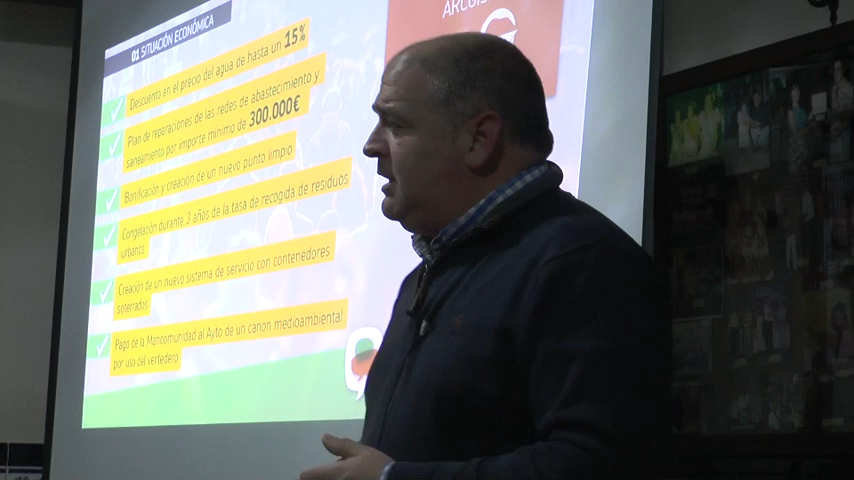 01 SITUACIÓN ECONÓMICA
Descuento en el precio del agua de hasta un 15%
Plan de reparaciones de las redes de abastecimiento y
saneamiento por importe mínimo de 300.000€
Bonificación y creación de un nuevo punto limpio
Congelación durante 3 años de la tasa de recogida de residuos
urbanos
Creación de un nuevo sistema de servicio con contenedores
soterrados
Pago de la Mancomunidad al Ayto de un canon medioambiental
por uso del vertedero